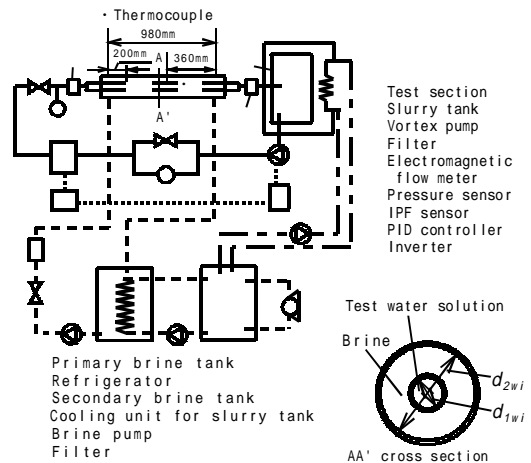 ・Thermocouple
980mm
200mm
A
360mm
A'
Test section
Slurry tank
Vortex pump
Filter
Electromagnetic
flow meter
Pressure sensor
IPF sensor
PID controller
Inverter
Primary brine tank
Refrigerator
Secondary brine tank
Cooling unit for slurry tank
Brine pump
Filter
Test water solution
Brine
d2wi
d1wi
AA' cross section